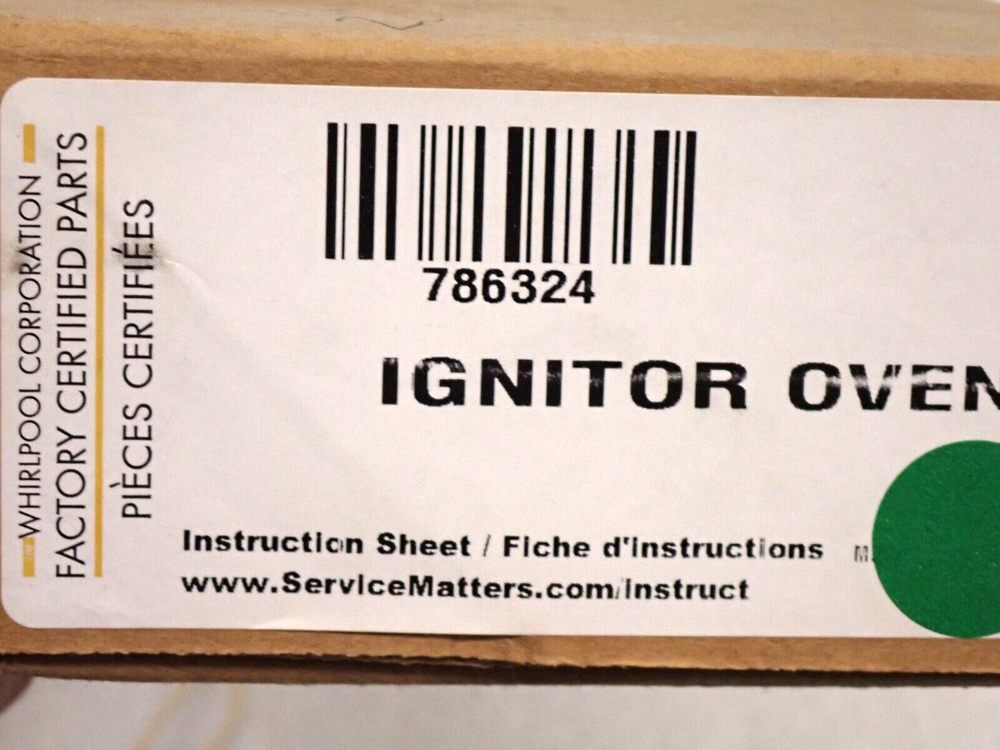 WHIRLPOOL CORPORATION
FACTORY CERTIFIED PARTS
PIÈCES CERTIFIÉES
786324
IGNITOR OVEN
Instruction Sheet / Fiche d'instructions
www.ServiceMatters.com/instruct